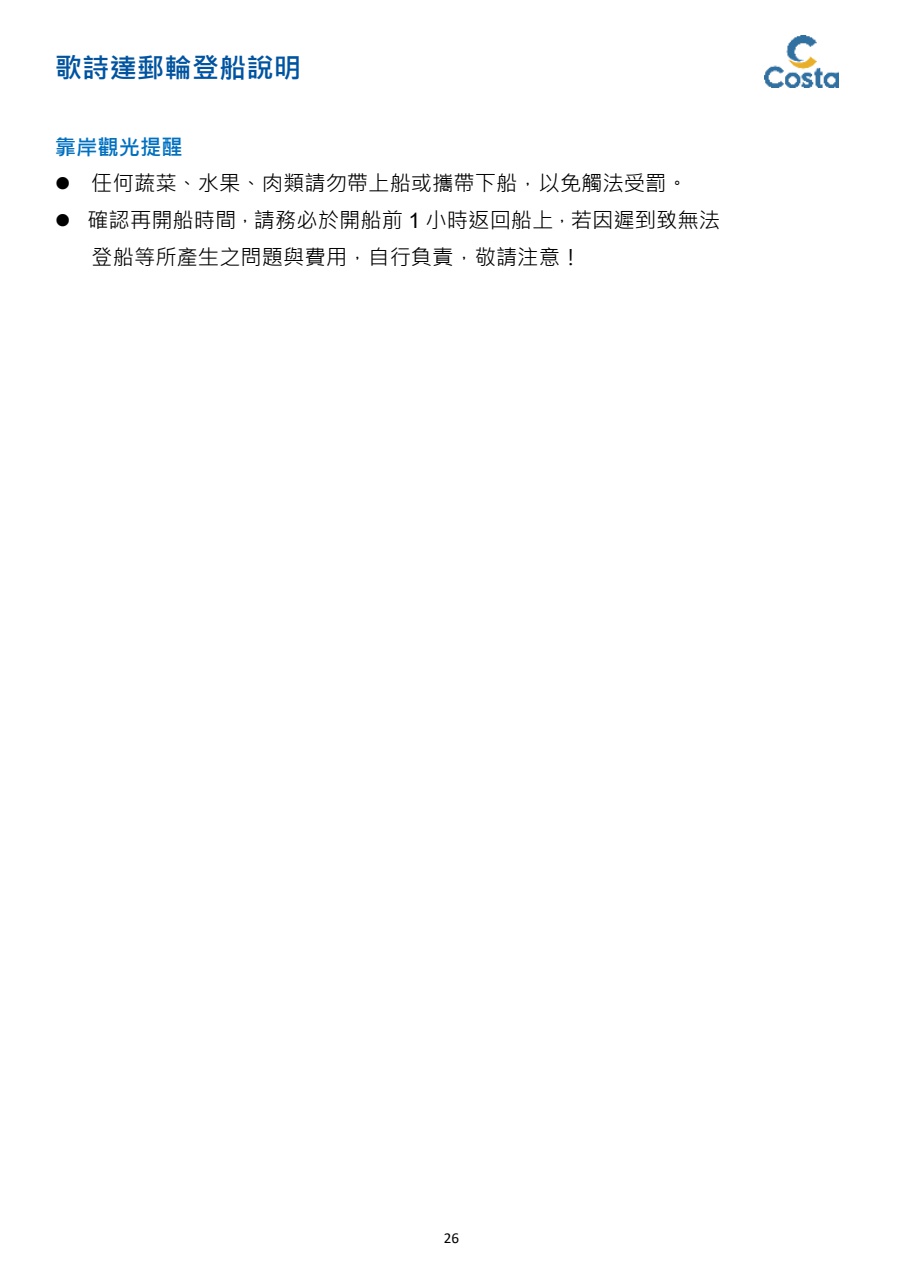 歌詩達郵輪登船說明
Costa
靠岸觀光提醒
● 任何蔬菜、水果、肉類請勿帶上船或攜帶下船，以免觸法受罰。
● 確認再開船時間，請務必於開船前 1 小時返回船上，若因遲到致無法
登船等所產生之問題與費用，自行負責，敬請注意！
26